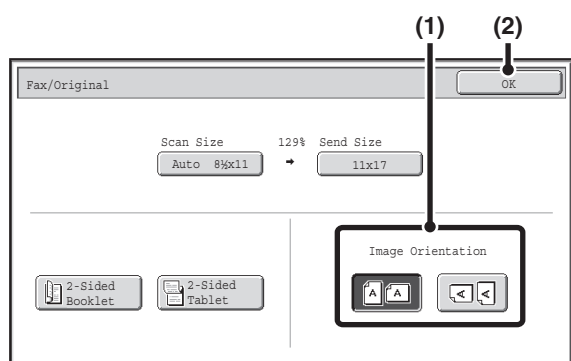 (1) (2)
Fax/Original OK
Scan Size 129% Send Size
Auto 8½x11 11x17
Image Orientation
2-Sided 2-Sided
Booklet Tablet
A A A A